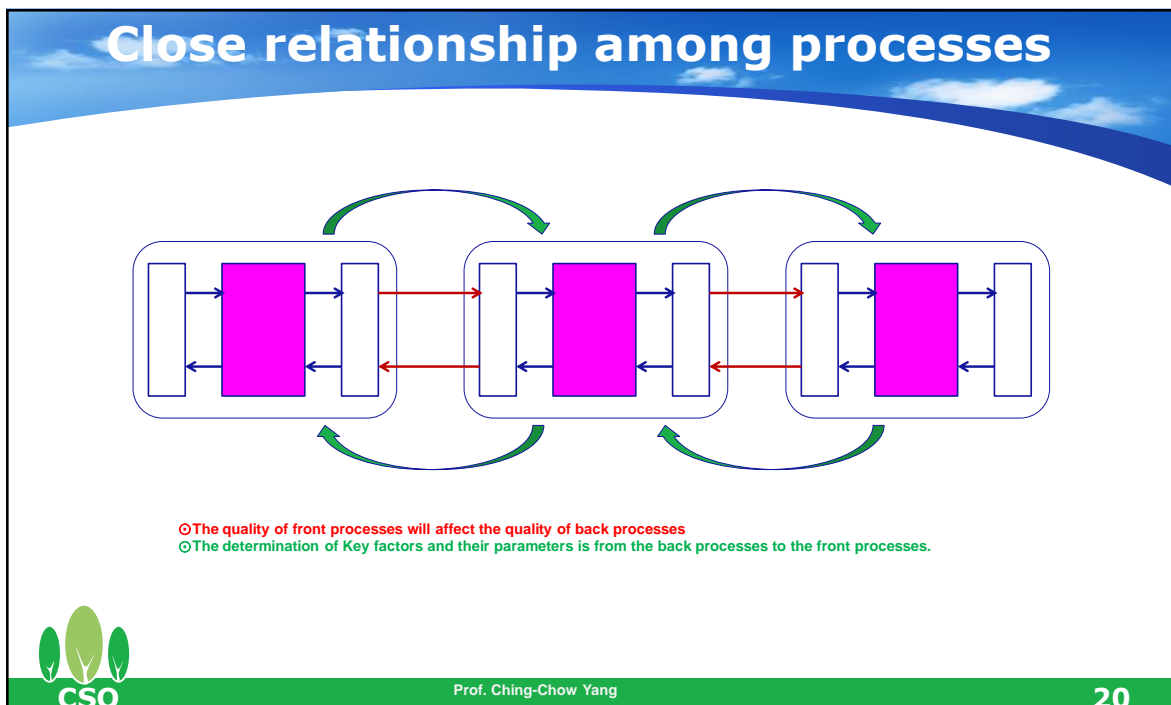 Close relationship among processes
⊙The quality of front processes will affect the quality of back processes
⊙The determination of Key factors and their parameters is from the back processes to the front processes.
CSQ
Prof. Ching-Chow Yang
20